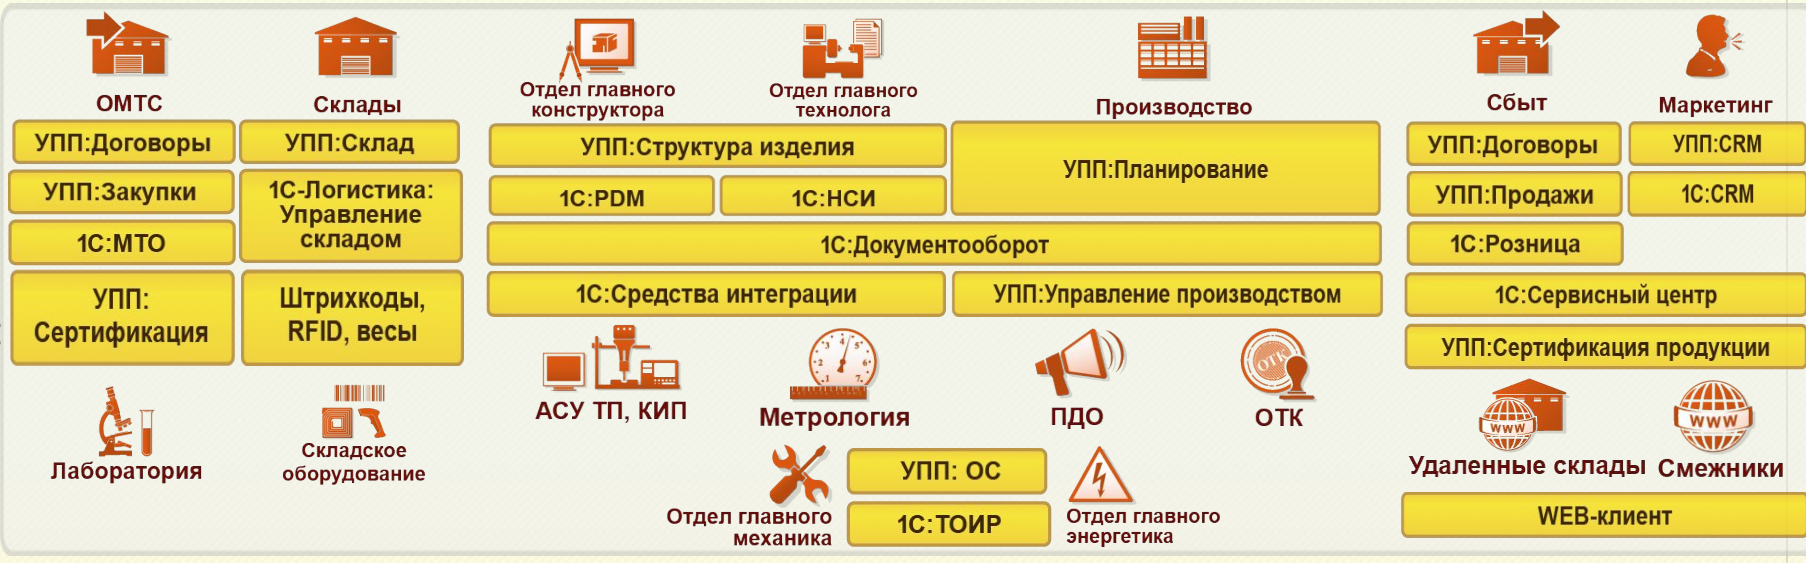 ОМТС
УПП:Договоры
УПП:Закупки
1С:МТО
УПП:
Сертификация
Лаборатория
Склады
УПП:Склад
1С-Логистика:
Управление
складом
Штрихкоды,
RFID, весы
Складское
оборудование
Отдел главного
конструктора
Отдел главного
технолога
Производство
УПП:Структура изделия
УПП:Планирование
1С:PDM
1С:НСИ
1С:Документооборот
1С:Средства интеграции
УПП:Управление производством
АСУ ТП, КИП
Метрология
ПДО
ОТК
ОТК
Отдел главного
механика
УПП: ОС
1С:ТОИР
Отдел главного
энергетика
Сбыт
Маркетинг
УПП:Договоры
УПП:CRM
УПП:Продажи
1С:CRM
1С:Розница
1С:Сервисный центр
УПП:Сертификация продукции
www
www
Удаленные склады
Смежники
WEB-клиент